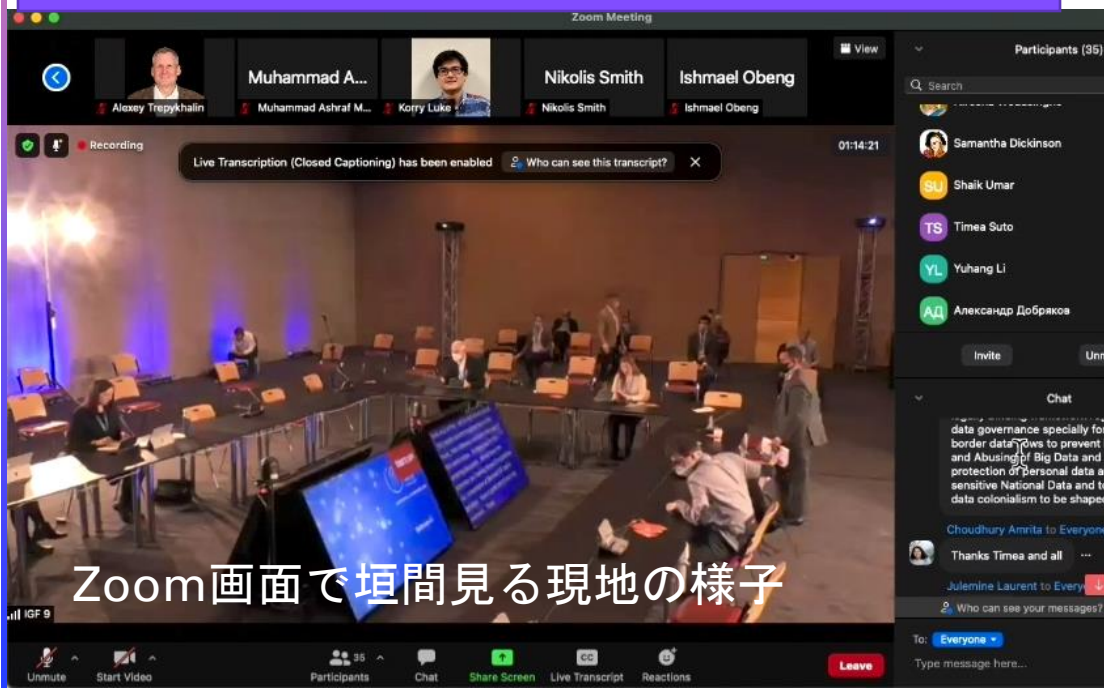 Zoom Meeting
View
Muhammad A...
Nikolis Smith
Ishmael Obeng
Alexey Trepykhalin
Muhammad Ashraf M...
Korry Luke
Nikolis Smith
Ishmael Obeng
Recording
Live Transcription (Closed Captioning) has been enabled
Who can see this transcript?
01:14:21
Zoom画面で垣間見る現地の様子
IGF 9
Participants (35)
Search
Samantha Dickinson
SU
Shaik Umar
TS
Timea Suto
YL
Yuhang Li
АД
Александр Добряков
Invite
Chat
data governance specially for
border data flows to prevent
and Abusing of Big Data and
protection of personal data a
sensitive National Data and to
data colonialism to be shaped
Choudhury Amrita to Everyone
Thanks Timea and all
Julemine Laurent to Every
Who can see your messages?
To: Everyone
Type message here...
Unmute
Start Video
35
Participants
Chat
Share Screen
CC
Live Transcript
Reactions
Leave